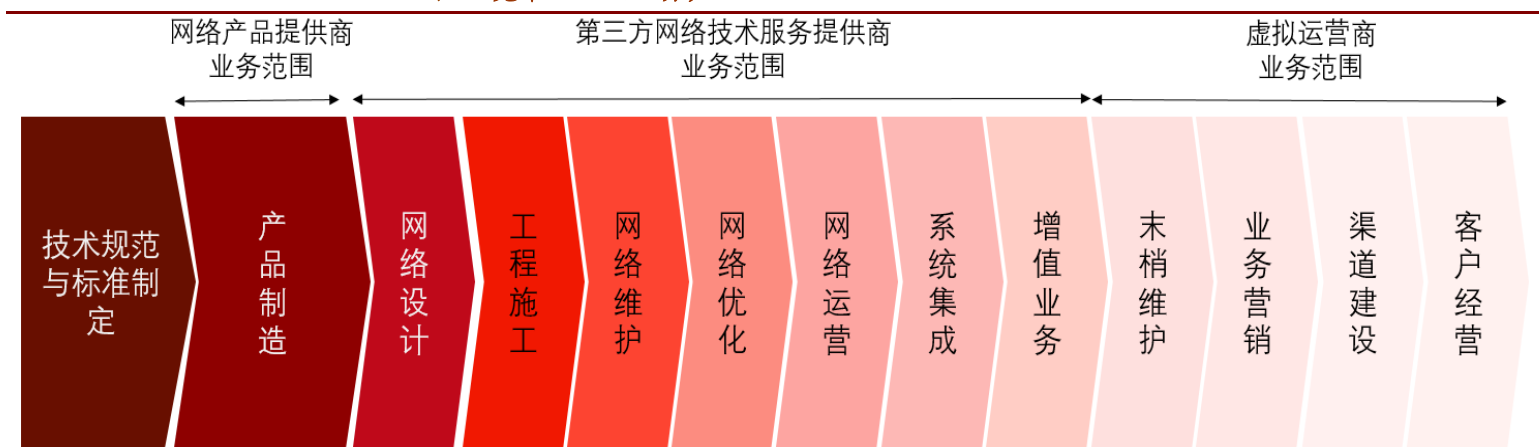 网络产品提供商
业务范围
第三方网络技术服务提供商
业务范围
虚拟运营商
业务范围
技术规范
与标准制
定
产品制造
网络设计
工程施工
网络维护
网络优化
网络运营
系统集成
增值业务
末梢维护
业务营销
渠道建设
客户经营